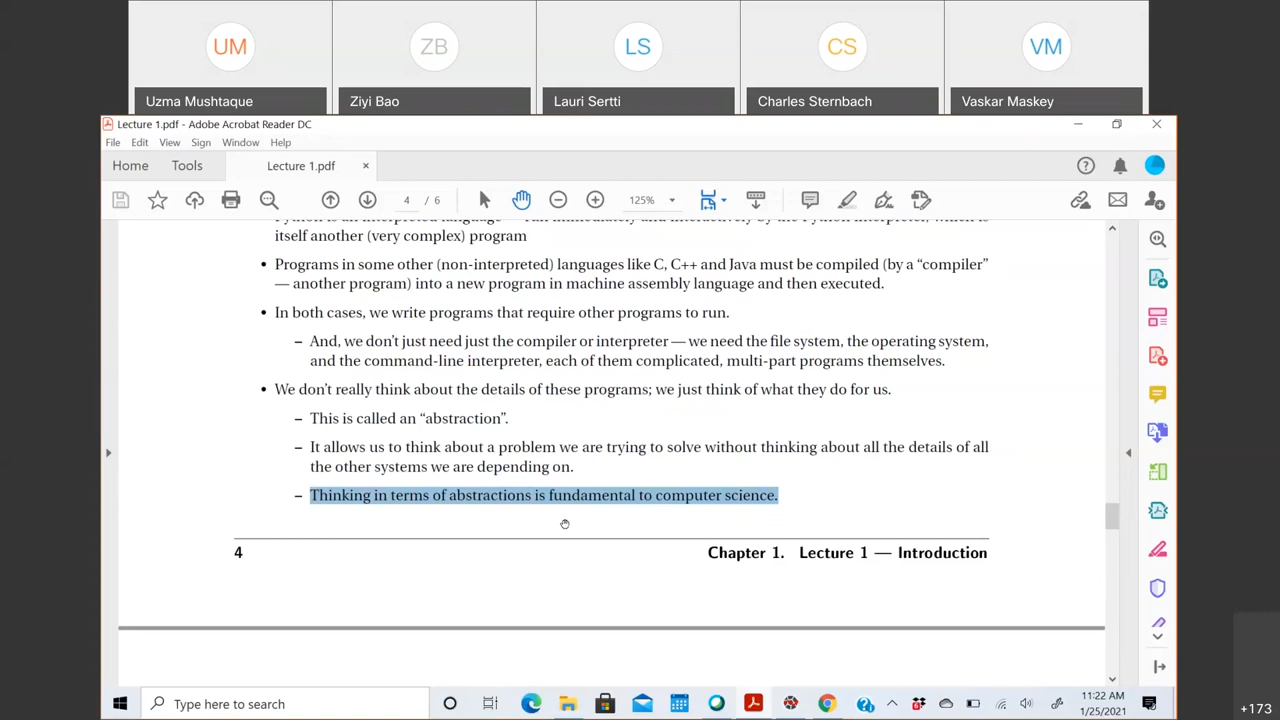 UM
ZB
LS
CS
VM
Uzma Mushtaque
Ziyi Bao
Lauri Sertti
Charles Sternbach
Vaskar Maskey
Lecture 1.pdf - Adobe Acrobat Reader DC
File Edit View Sign Window Help
Home Tools Lecture 1.pdf ×
4 / 6 125%
itself another (very complex) program
• Programs in some other (non-interpreted) languages like C, C++ and Java must be compiled (by a “compiler”
— another program) into a new program in machine assembly language and then executed.
• In both cases, we write programs that require other programs to run.
– And, we don’t just need just the compiler or interpreter — we need the file system, the operating system,
and the command-line interpreter, each of them complicated, multi-part programs themselves.
• We don’t really think about the details of these programs; we just think of what they do for us.
– This is called an “abstraction”.
– It allows us to think about a problem we are trying to solve without thinking about all the details of all
the other systems we are depending on.
– Thinking in terms of abstractions is fundamental to computer science.
4 Chapter 1. Lecture 1 — Introduction
Type here to search
11:22 AM
1/25/2021
+173